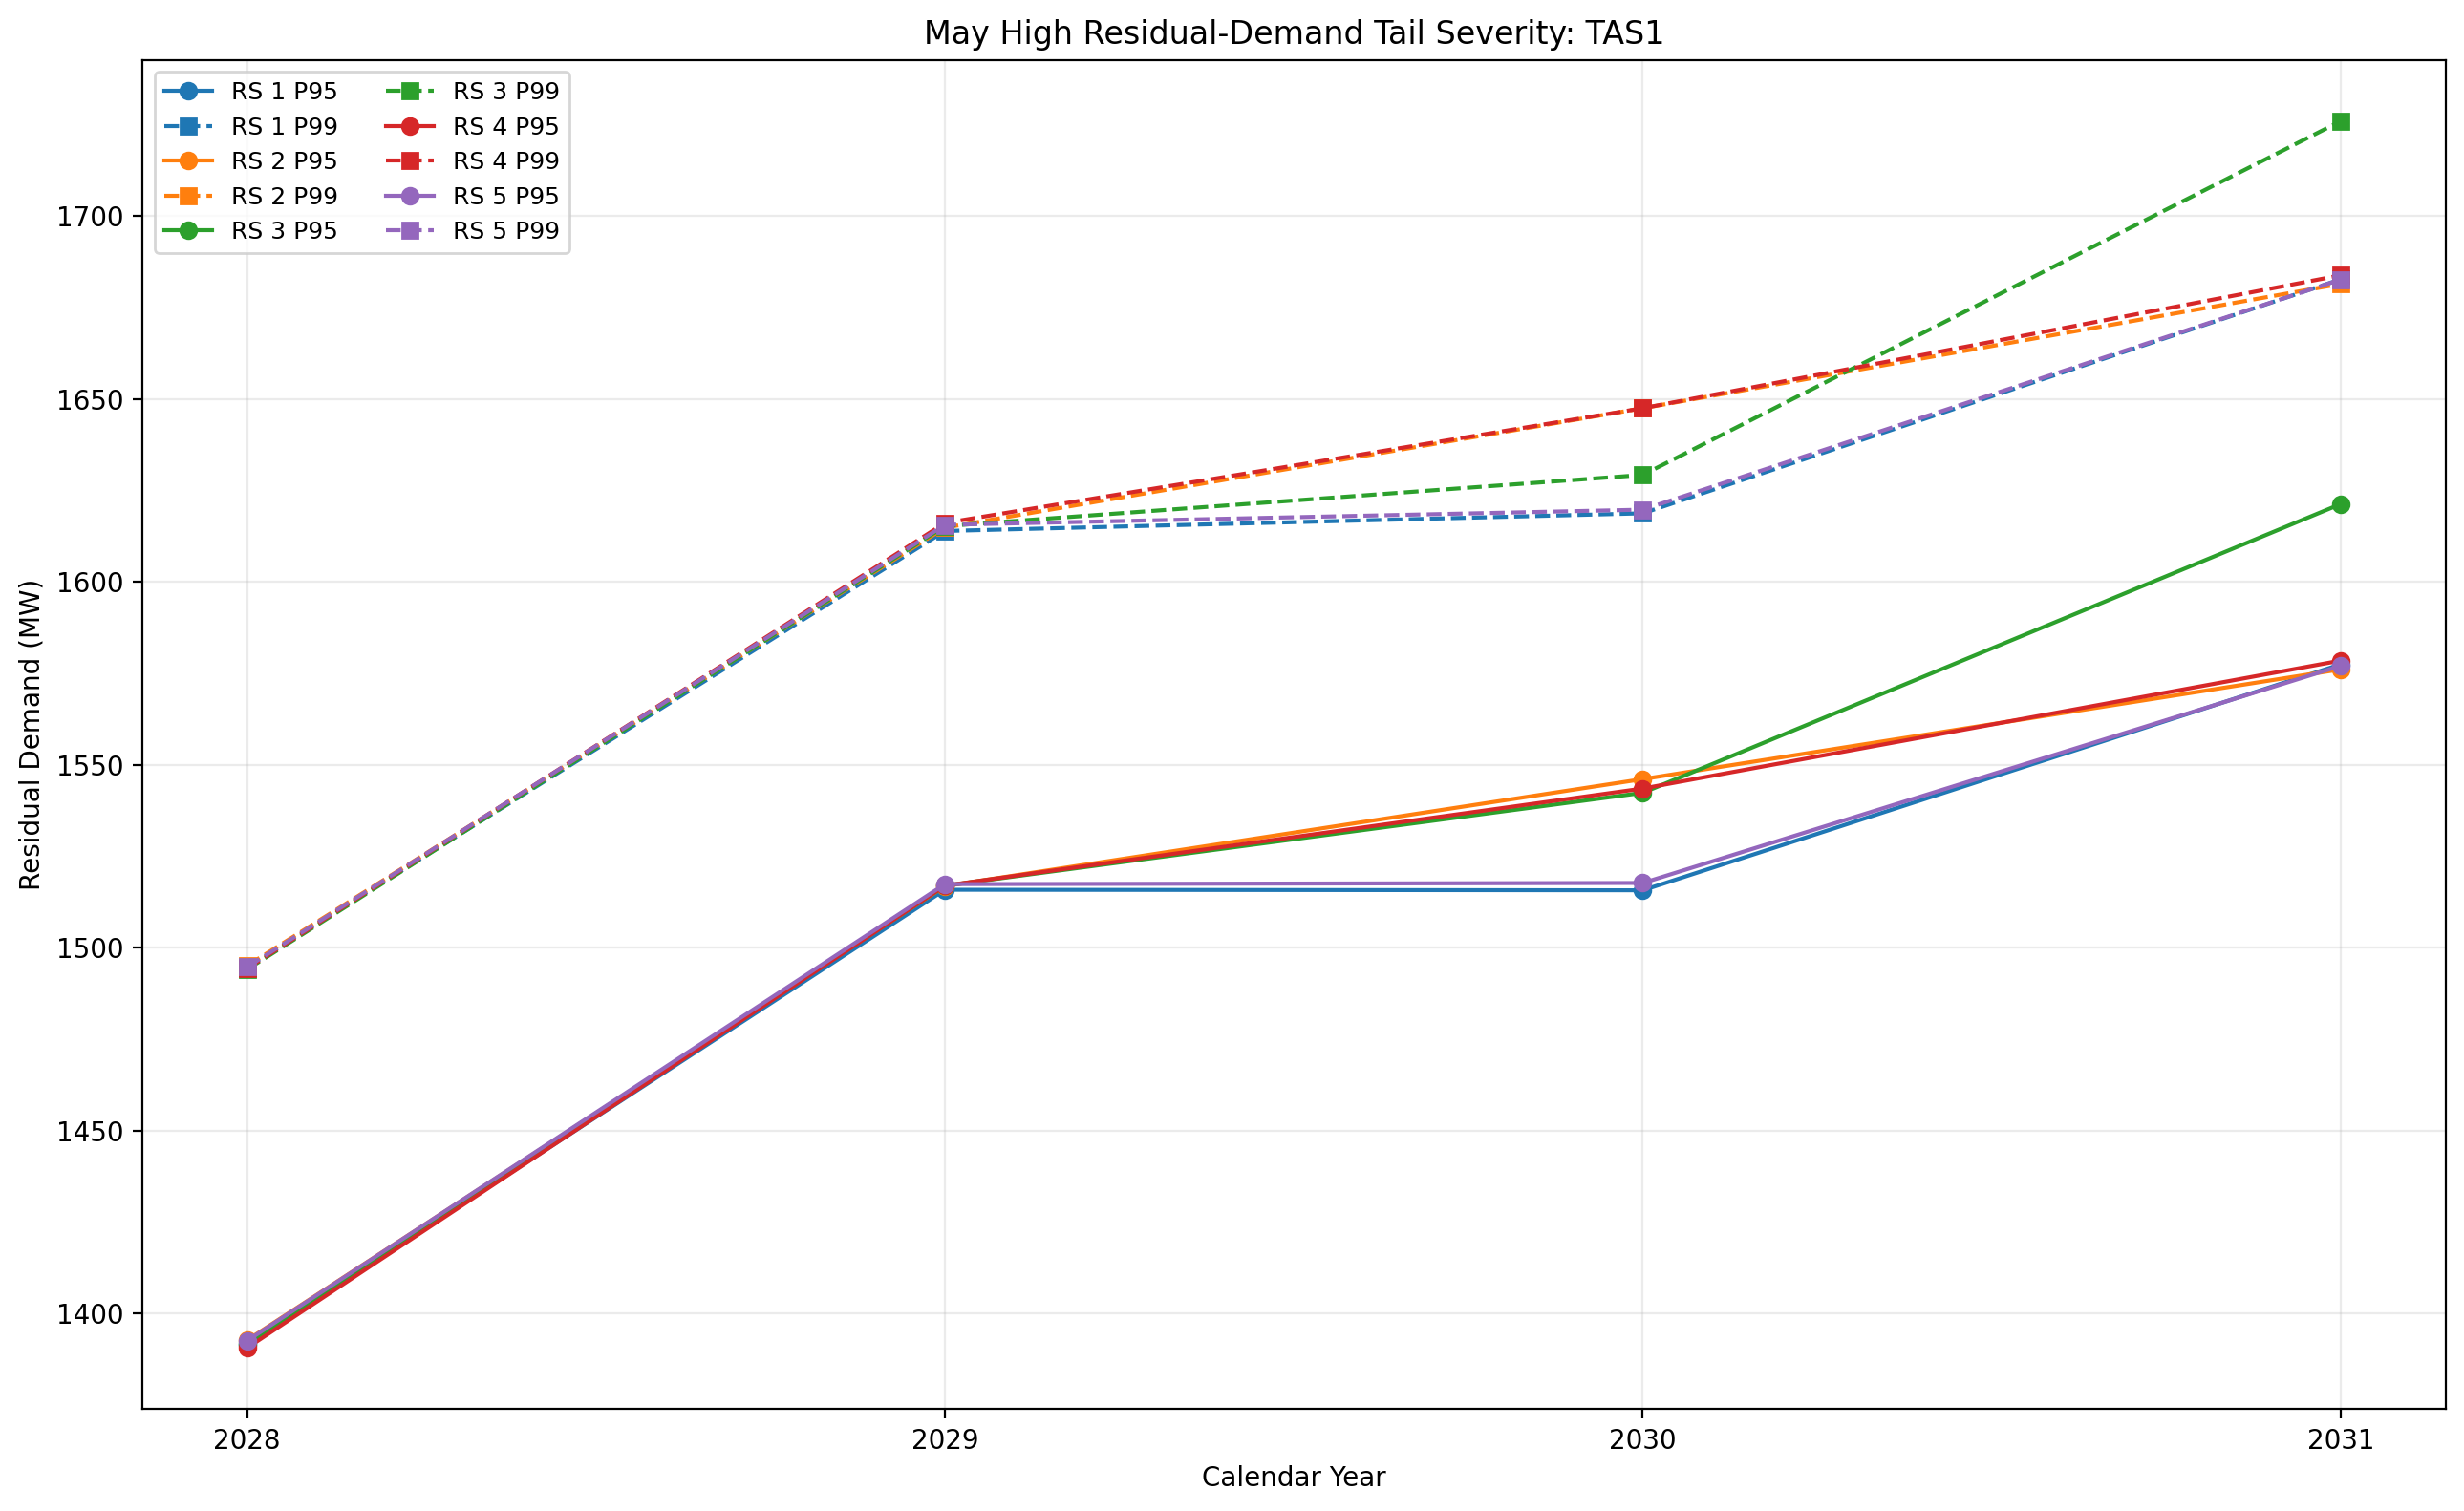 May High Residual-Demand Tail Severity: TAS1
RS 1 P95
RS 1 P99
RS 2 P95
RS 2 P99
RS 3 P95
RS 3 P99
RS 4 P95
RS 4 P99
RS 5 P95
RS 5 P99
Residual Demand (MW)
1700
1650
1600
1550
1500
1450
1400
2028
2029
2030
2031
Calendar Year